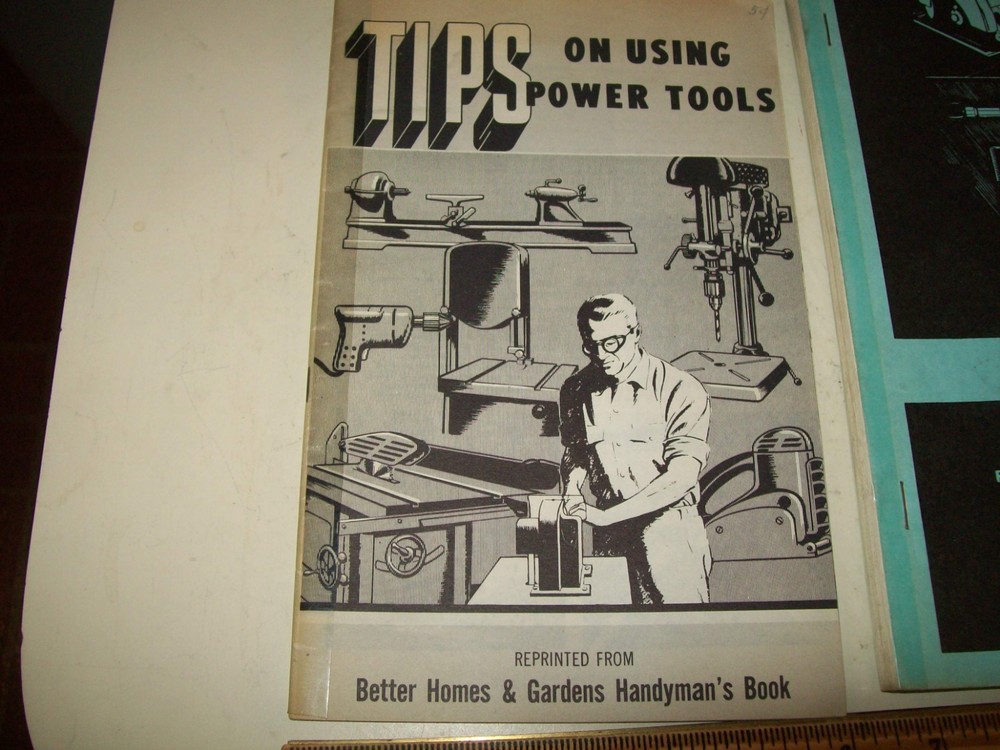 TIPS
ON USING
POWER TOOLS
REPRINTED FROM
Better Homes & Gardens Handyman's Book